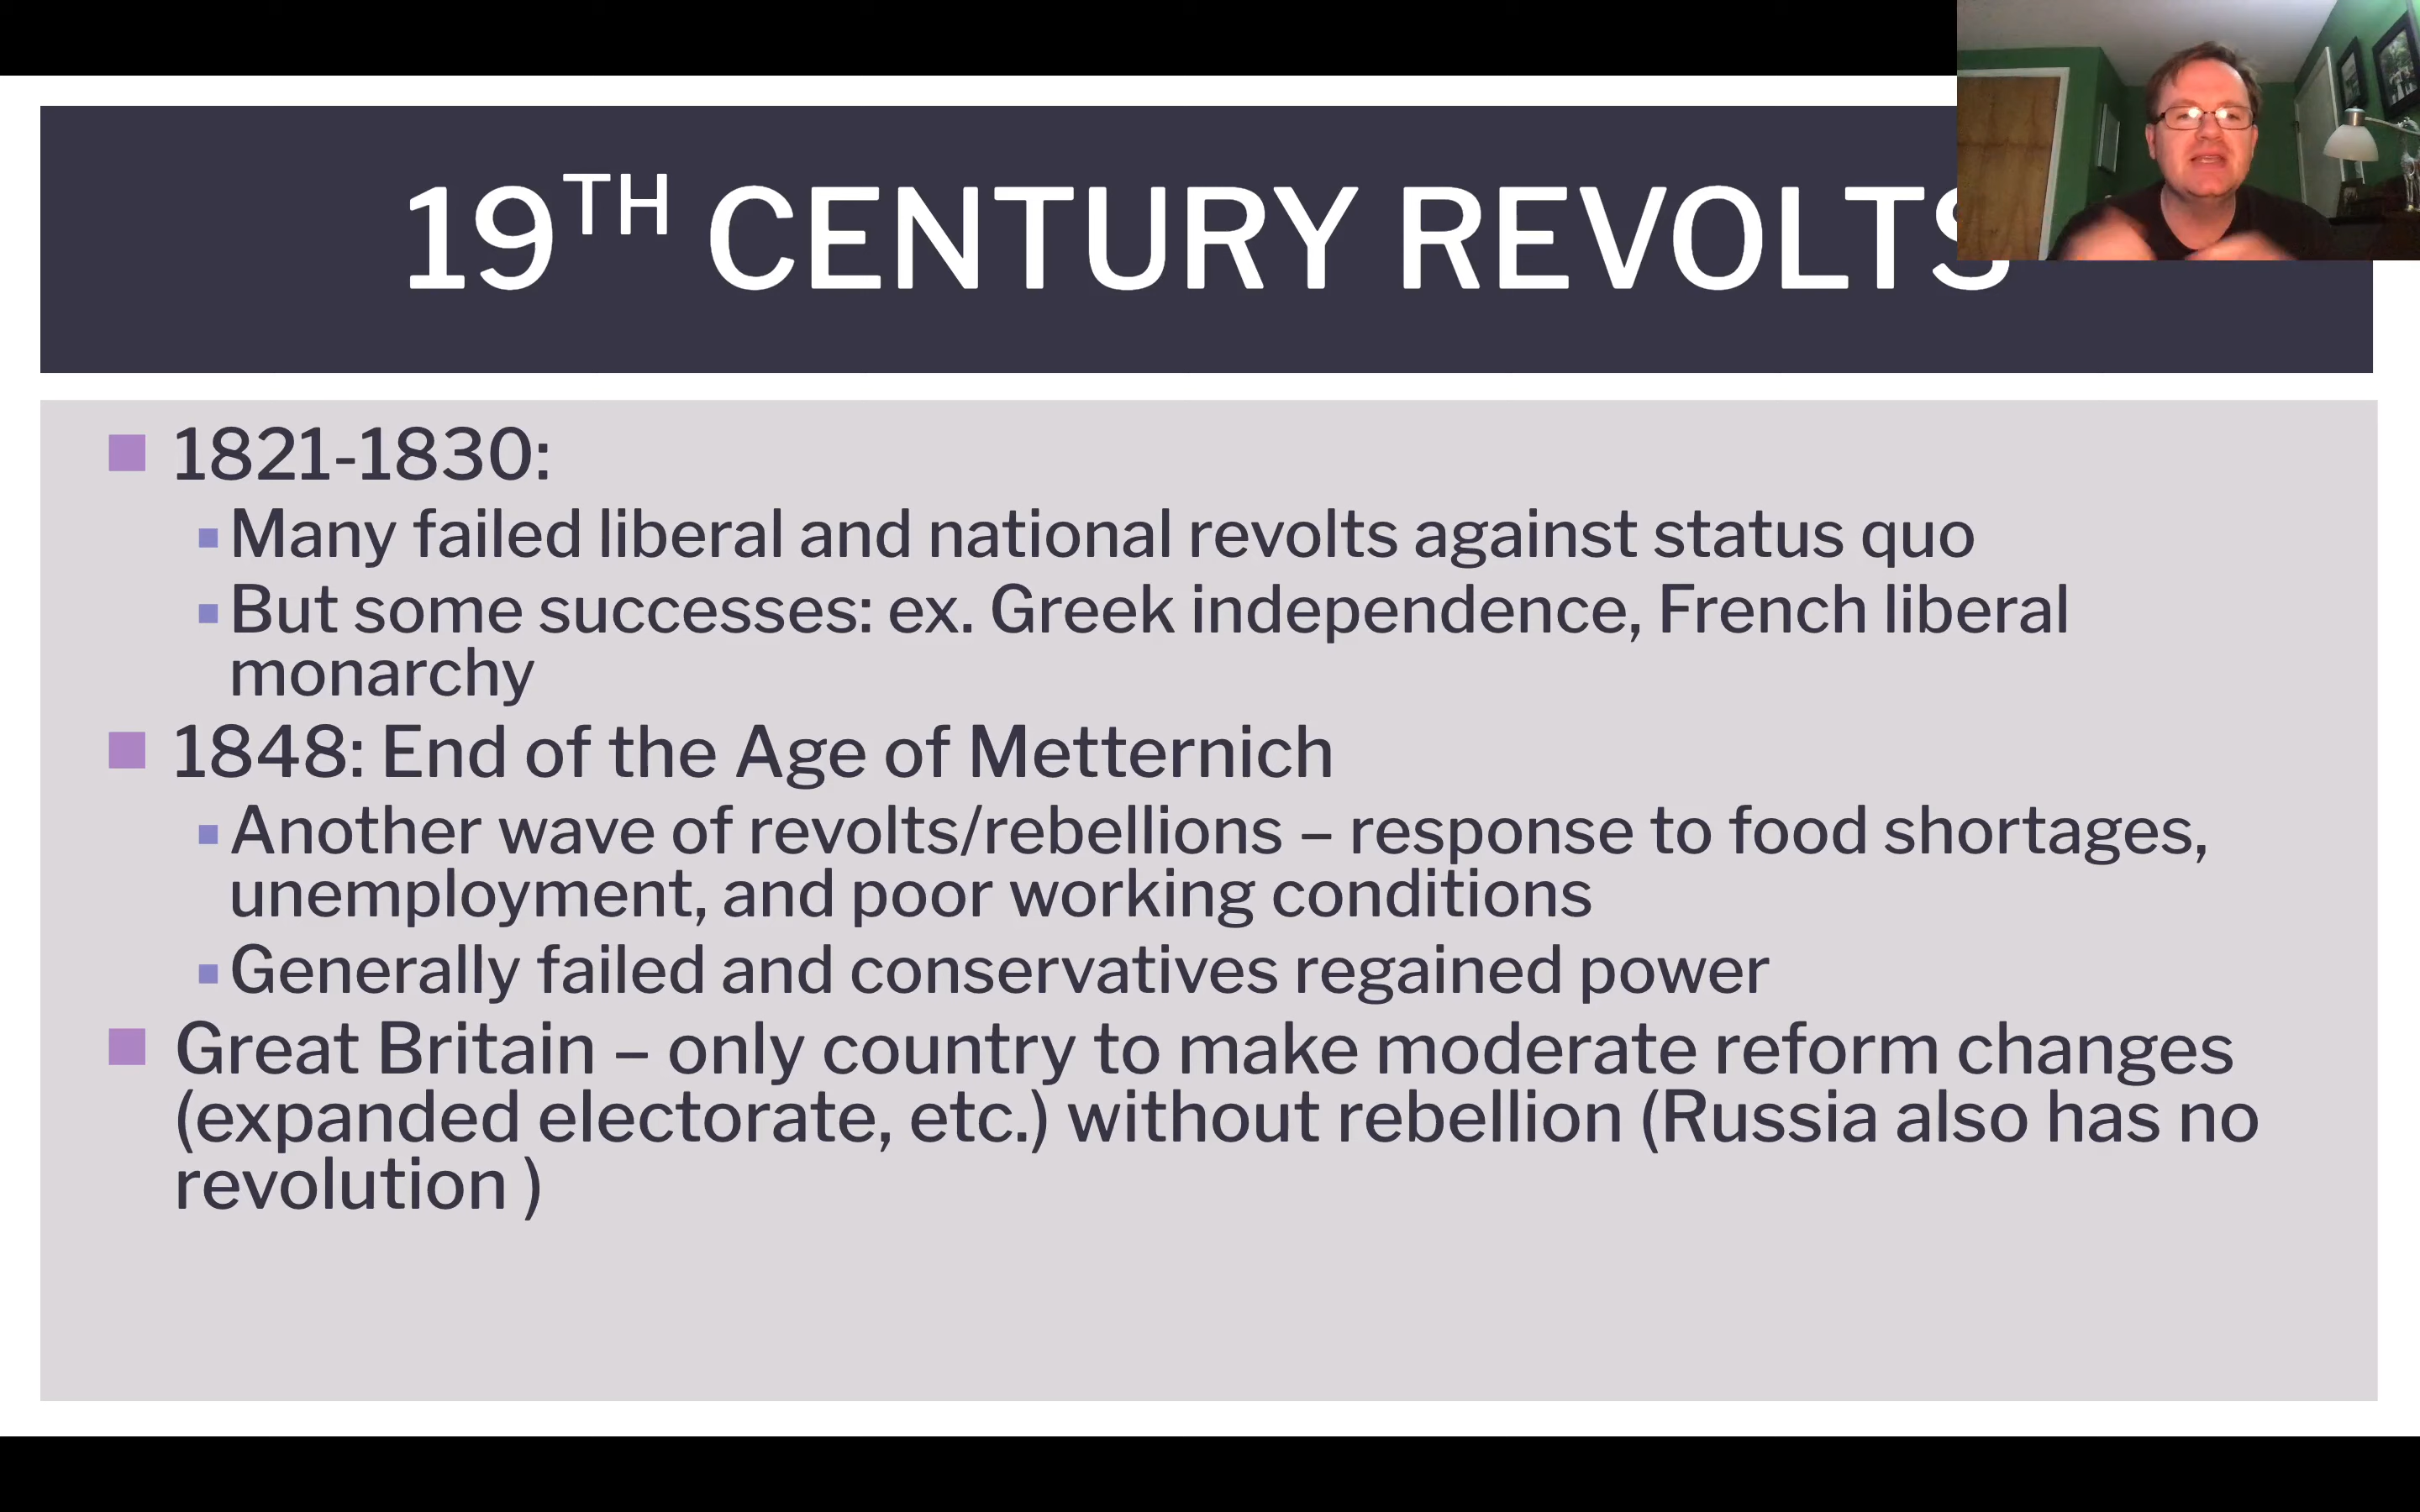 19TH CENTURY REVOLTS
1821-1830:
Many failed liberal and national revolts against status quo
But some successes: ex. Greek independence, French liberal
monarchy
1848: End of the Age of Metternich
Another wave of revolts/rebellions – response to food shortages,
unemployment, and poor working conditions
Generally failed and conservatives regained power
Great Britain – only country to make moderate reform changes
(expanded electorate, etc.) without rebellion (Russia also has no
revolution )